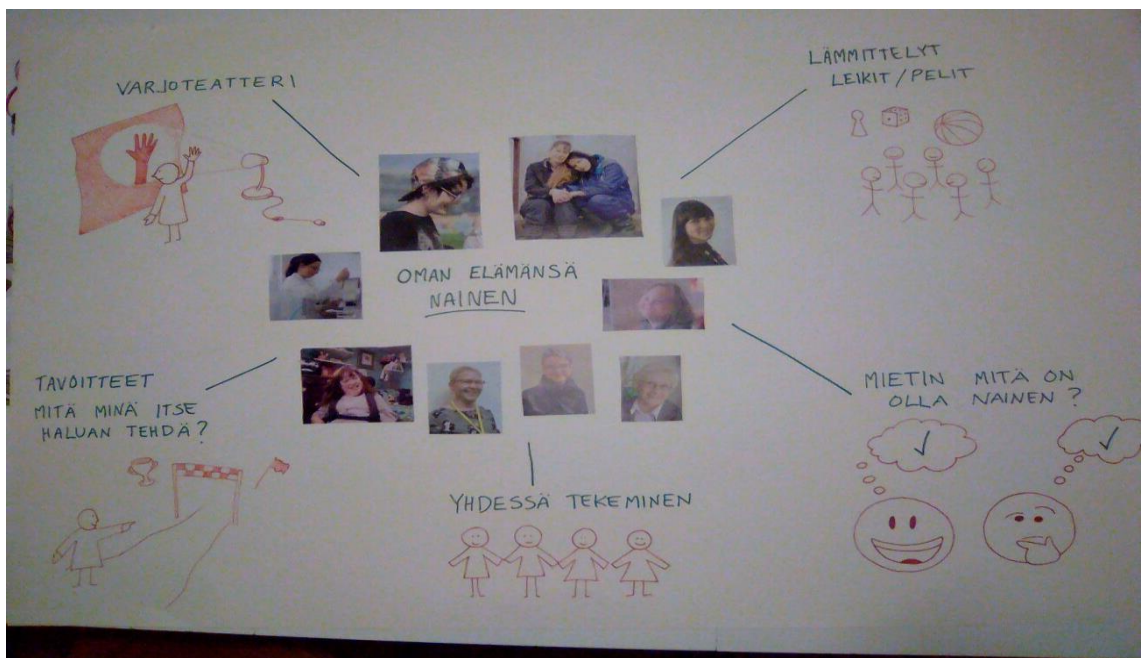 VARJOTEATTERI
LÄMMITTELYT
LEIKIT/PELIT
OMAN ELÄMÄNSÄ
NAINEN
TAVOITTEET
MITÄ MINÄ ITSE
HALUAN TEHDÄ?
MIETIN MITÄ ON
OLLA NAINEN?
YHDESSÄ TEKEMINEN